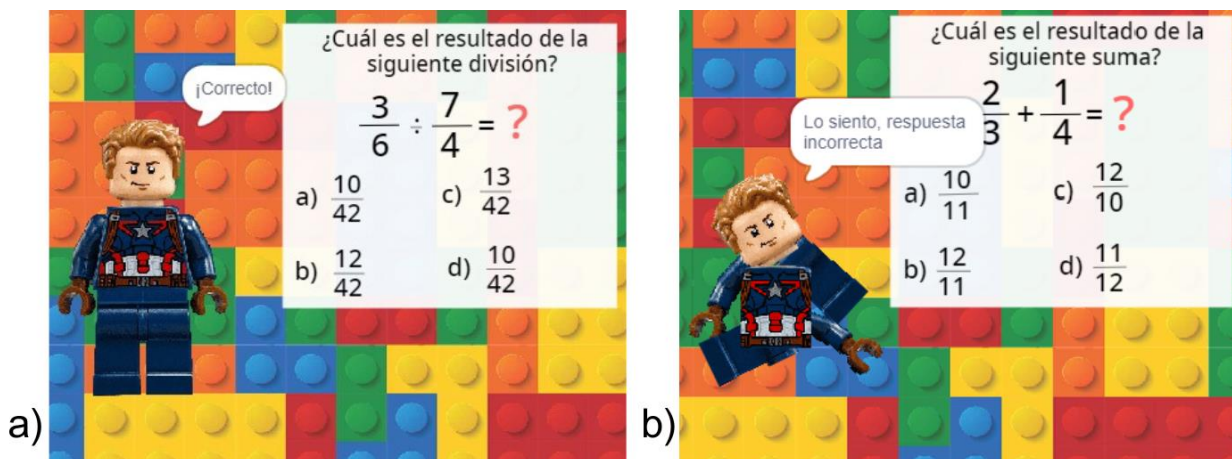 ¿Cuál es el resultado de la
siguiente división?
¡Correcto!
3/6 ÷ 7/4 = ?
a) 10/42 c) 13/42
b) 12/42 d) 10/42
a)
¿Cuál es el resultado de la
siguiente suma?
2/3 + 1/4 = ?
Lo siento, respuesta
incorrecta
a) 10/11 c) 12/10
b) 12/11 d) 11/12
b)